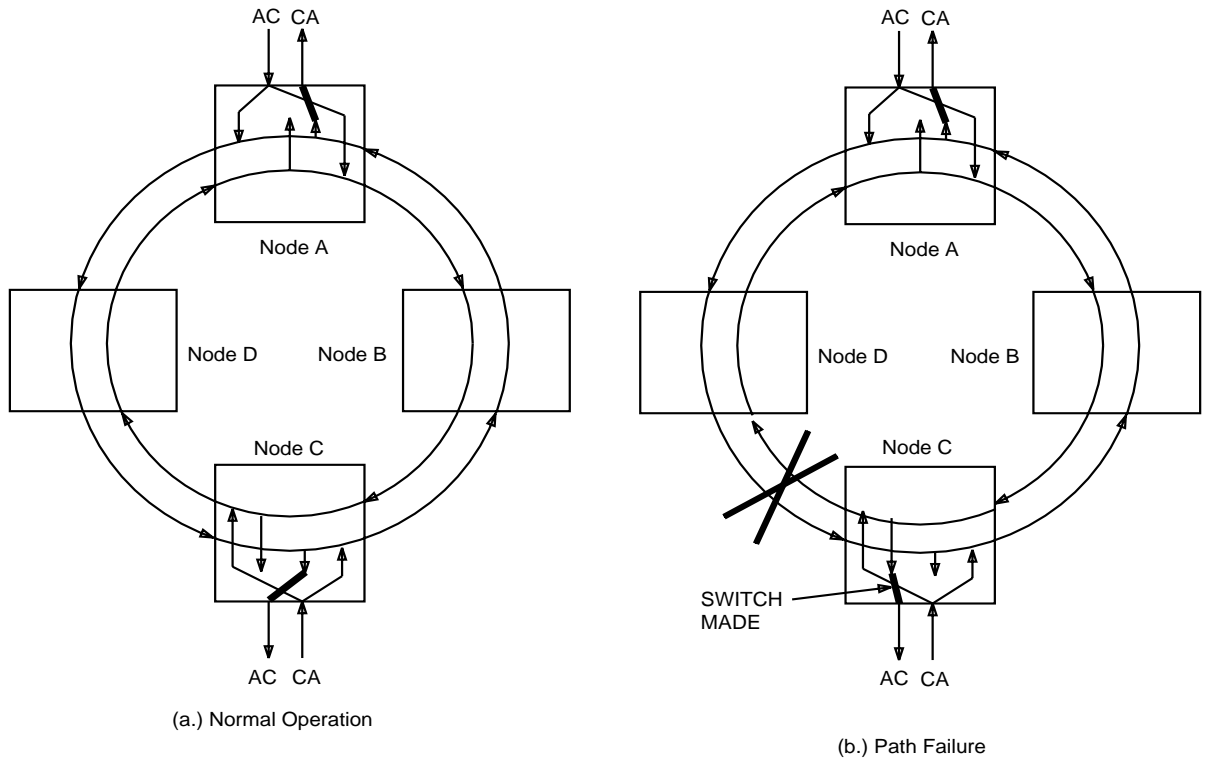 AC CA
Node A
Node D
Node B
Node C
AC CA
(a.) Normal Operation
AC CA
Node A
Node D
Node B
Node C
SWITCH
MADE
AC CA
(b.) Path Failure